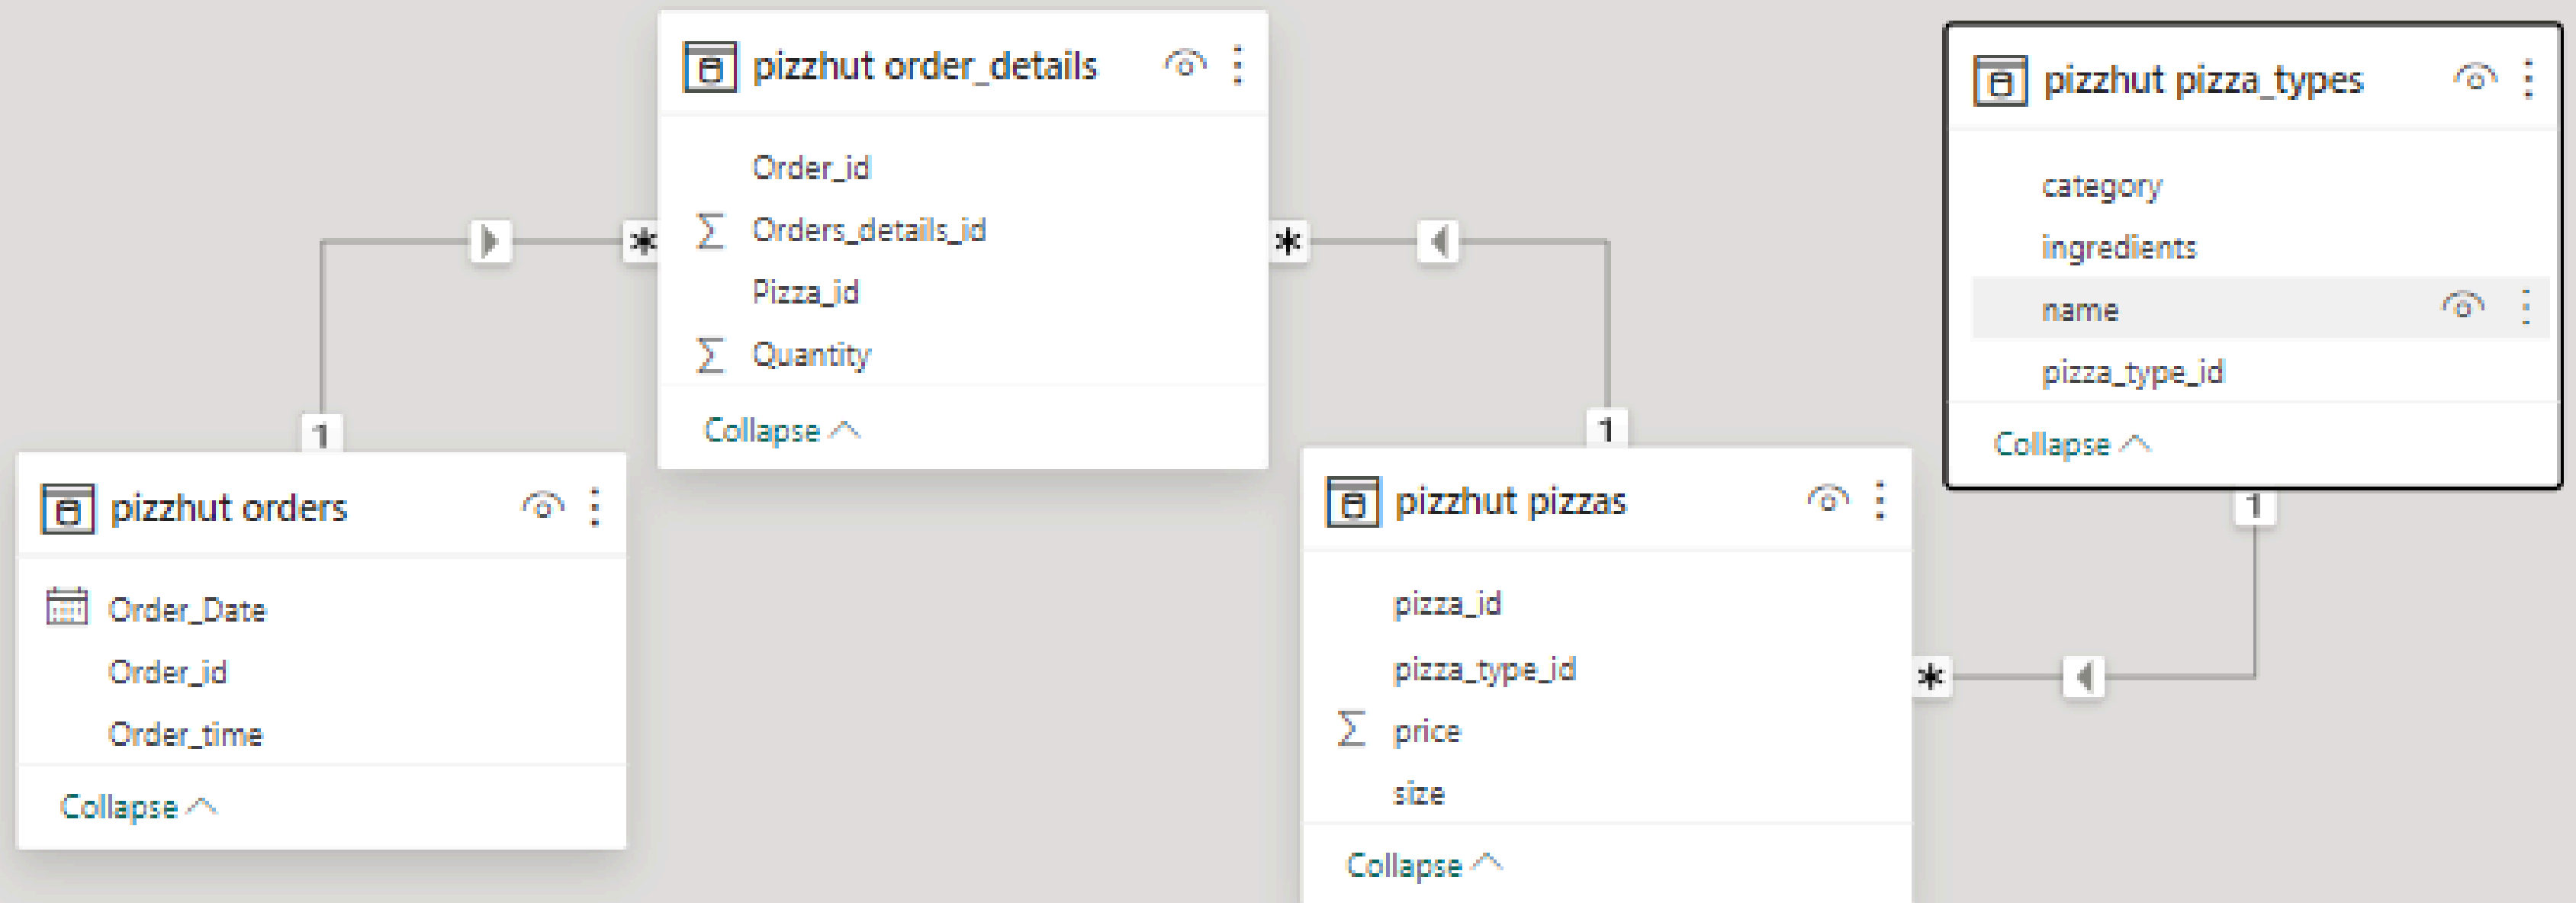 pizzhut order_details
Order_id
Σ Orders_details_id
Pizza_id
Σ Quantity
Collapse
*
*
1
1
pizzhut orders
Order_Date
Order_id
Order_time
Collapse
pizzhut pizzas
pizza_id
pizza_type_id
Σ price
size
Collapse
pizzhut pizza_types
category
ingredients
name
pizza_type_id
Collapse
1
*